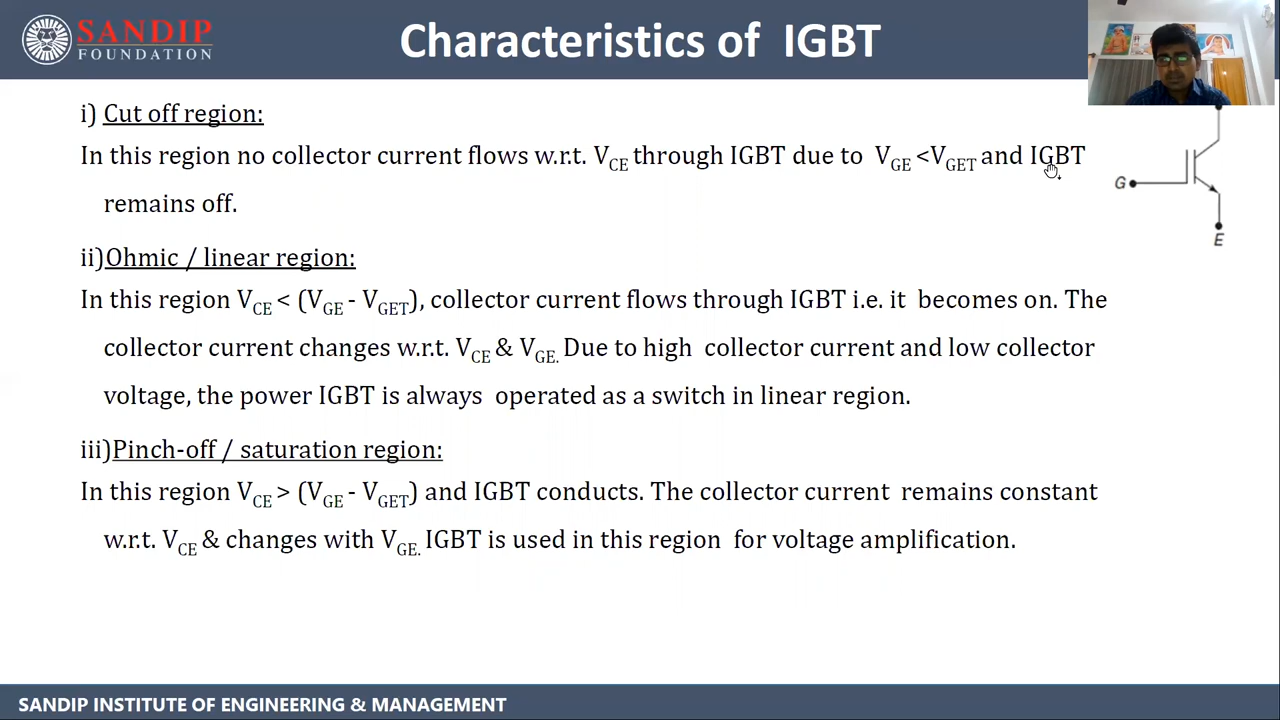 SANDIP
FOUNDATION
Characteristics of IGBT
i) Cut off region:
In this region no collector current flows w.r.t. VCE through IGBT due to VGE <VGET and IGBT
remains off.
G
E
ii)Ohmic / linear region:
In this region VCE < (VGE - VGET), collector current flows through IGBT i.e. it becomes on. The
collector current changes w.r.t. VCE & VGE. Due to high collector current and low collector
voltage, the power IGBT is always operated as a switch in linear region.
iii)Pinch-off / saturation region:
In this region VCE > (VGE - VGET) and IGBT conducts. The collector current remains constant
w.r.t. VCE & changes with VGE. IGBT is used in this region for voltage amplification.
SANDIP INSTITUTE OF ENGINEERING & MANAGEMENT